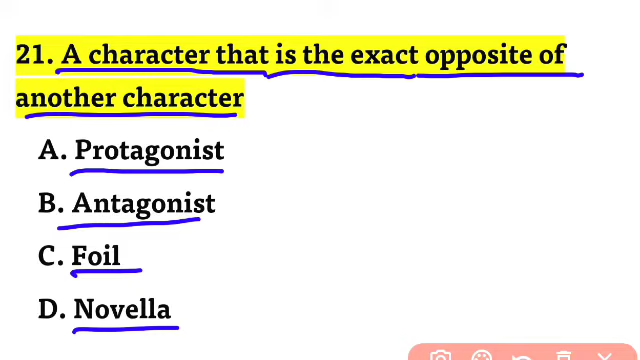 21. A character that is the exact opposite of
another character
A. Protagonist
B. Antagonist
C. Foil
D. Novella